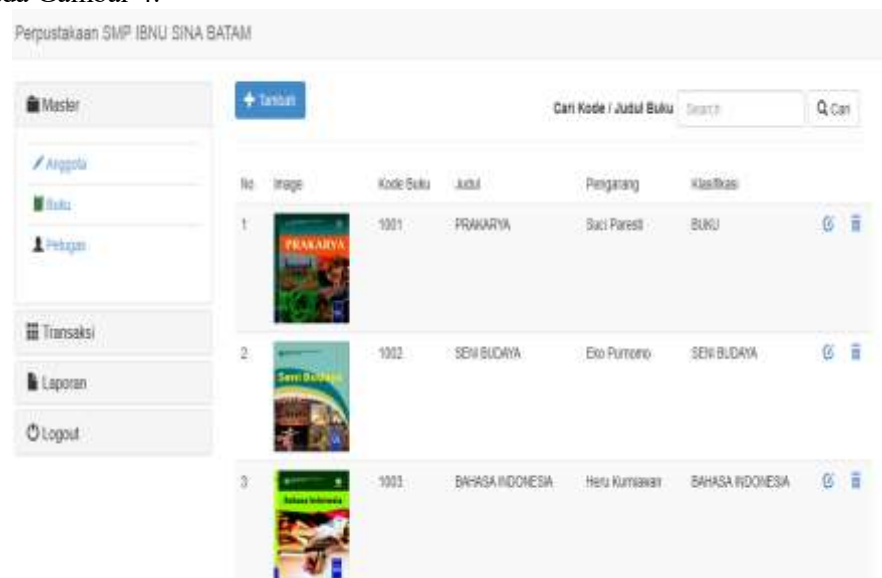 da Gambar 4.
Perpustakaan SMP IBNU SINA BATAM
Master
Anggota
Buku
Petugas
Transaksi
Laporan
Logout
Tambah
Cari Kode / Judul Buku Search Cari
No Image Kode Buku Judul Pengarang Klasifikasi
1 1001 PRAKARYA Suci Paresti BUKU
PRAKARYA
2 1002 SENI BUDAYA Eko Purnomo SENI BUDAYA
Seni Budaya
3 1003 BAHASA INDONESIA Heru Kurniawan BAHASA INDONESIA
Bahasa Indonesia